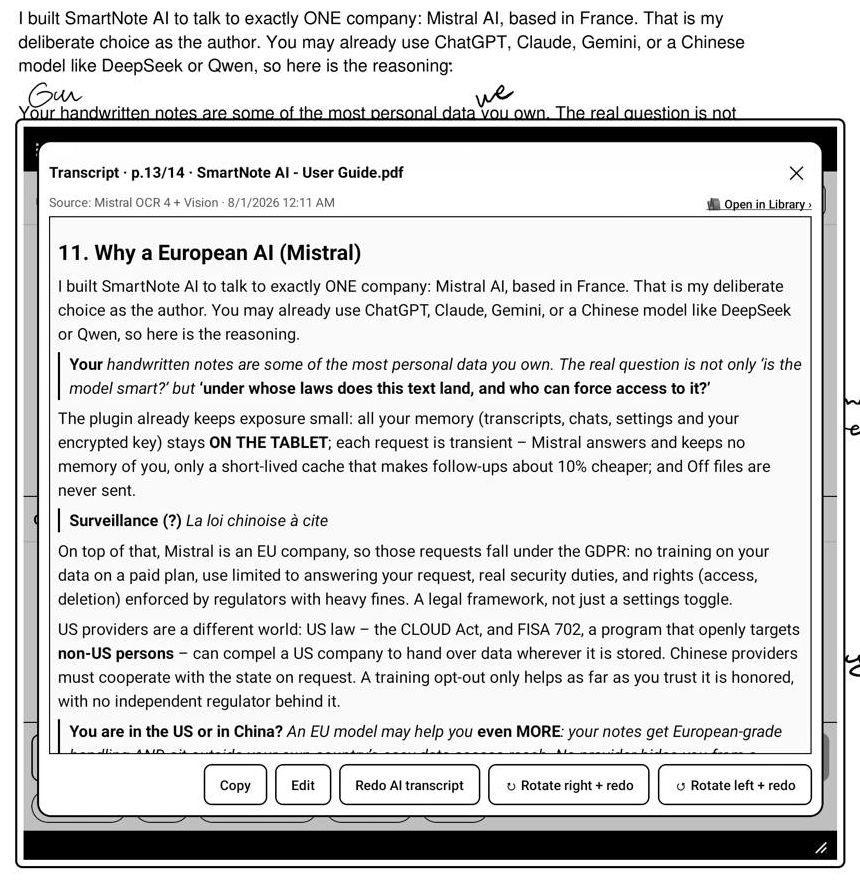 I built SmartNote AI to talk to exactly ONE company: Mistral AI, based in France. That is my
deliberate choice as the author. You may already use ChatGPT, Claude, Gemini, or a Chinese
model like DeepSeek or Qwen, so here is the reasoning:
we
Your handwritten notes are some of the most personal data you own. The real question is not
Transcript · p.13/14 · SmartNote AI - User Guide.pdf
Source: Mistral OCR 4 + Vision · 8/1/2026 12:11 AM
Open in Library ›
11. Why a European AI (Mistral)
I built SmartNote AI to talk to exactly ONE company: Mistral AI, based in France. That is my deliberate
choice as the author. You may already use ChatGPT, Claude, Gemini, or a Chinese model like DeepSeek
or Qwen, so here is the reasoning.
Your handwritten notes are some of the most personal data you own. The real question is not only ‘is the
model smart?’ but ‘under whose laws does this text land, and who can force access to it?’
The plugin already keeps exposure small: all your memory (transcripts, chats, settings and your
encrypted key) stays ON THE TABLET; each request is transient – Mistral answers and keeps no
memory of you, only a short-lived cache that makes follow-ups about 10% cheaper; and Off files are
never sent.
Surveillance (?) La loi chinoise à cite
On top of that, Mistral is an EU company, so those requests fall under the GDPR: no training on your
data on a paid plan, use limited to answering your request, real security duties, and rights (access,
deletion) enforced by regulators with heavy fines. A legal framework, not just a settings toggle.
US providers are a different world: US law – the CLOUD Act, and FISA 702, a program that openly targets
non-US persons – can compel a US company to hand over data wherever it is stored. Chinese providers
must cooperate with the state on request. A training opt-out only helps as far as you trust it is honored,
with no independent regulator behind it.
You are in the US or in China? An EU model may help you even MORE: your notes get European-grade
Copy
Edit
Redo AI transcript
↻ Rotate right + redo
↺ Rotate left + redo